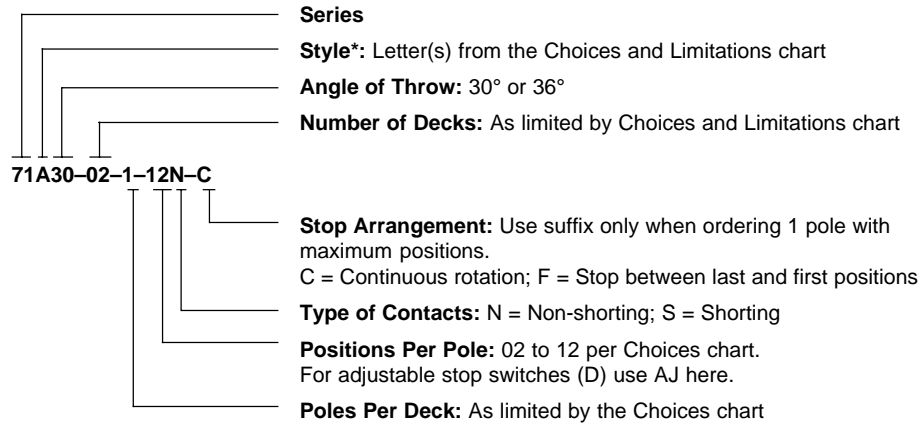 Series
Style*: Letter(s) from the Choices and Limitations chart
Angle of Throw: 30° or 36°
Number of Decks: As limited by Choices and Limitations chart
71A30–02–1–12N–C
Stop Arrangement: Use suffix only when ordering 1 pole with
maximum positions.
C = Continuous rotation; F = Stop between last and first positions
Type of Contacts: N = Non-shorting; S = Shorting
Positions Per Pole: 02 to 12 per Choices chart.
For adjustable stop switches (D) use AJ here.
Poles Per Deck: As limited by the Choices chart